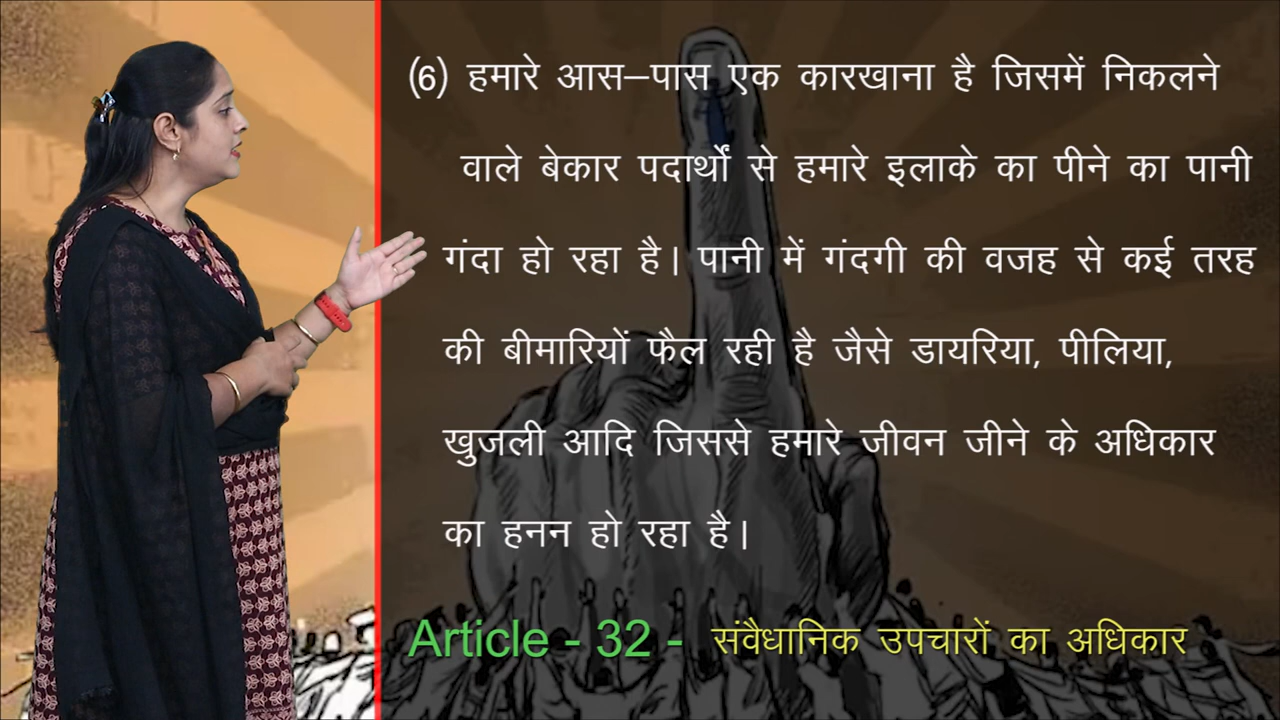 (6) हमारे आस–पास एक कारखाना है जिसमें निकलने
वाले बेकार पदार्थों से हमारे इलाके का पीने का पानी
गंदा हो रहा है। पानी में गंदगी की वजह से कई तरह
की बीमारियों फैल रही है जैसे डायरिया, पीलिया,
खुजली आदि जिससे हमारे जीवन जीने के अधिकार
का हनन हो रहा है।
Article - 32 - संवैधानिक उपचारों का अधिकार